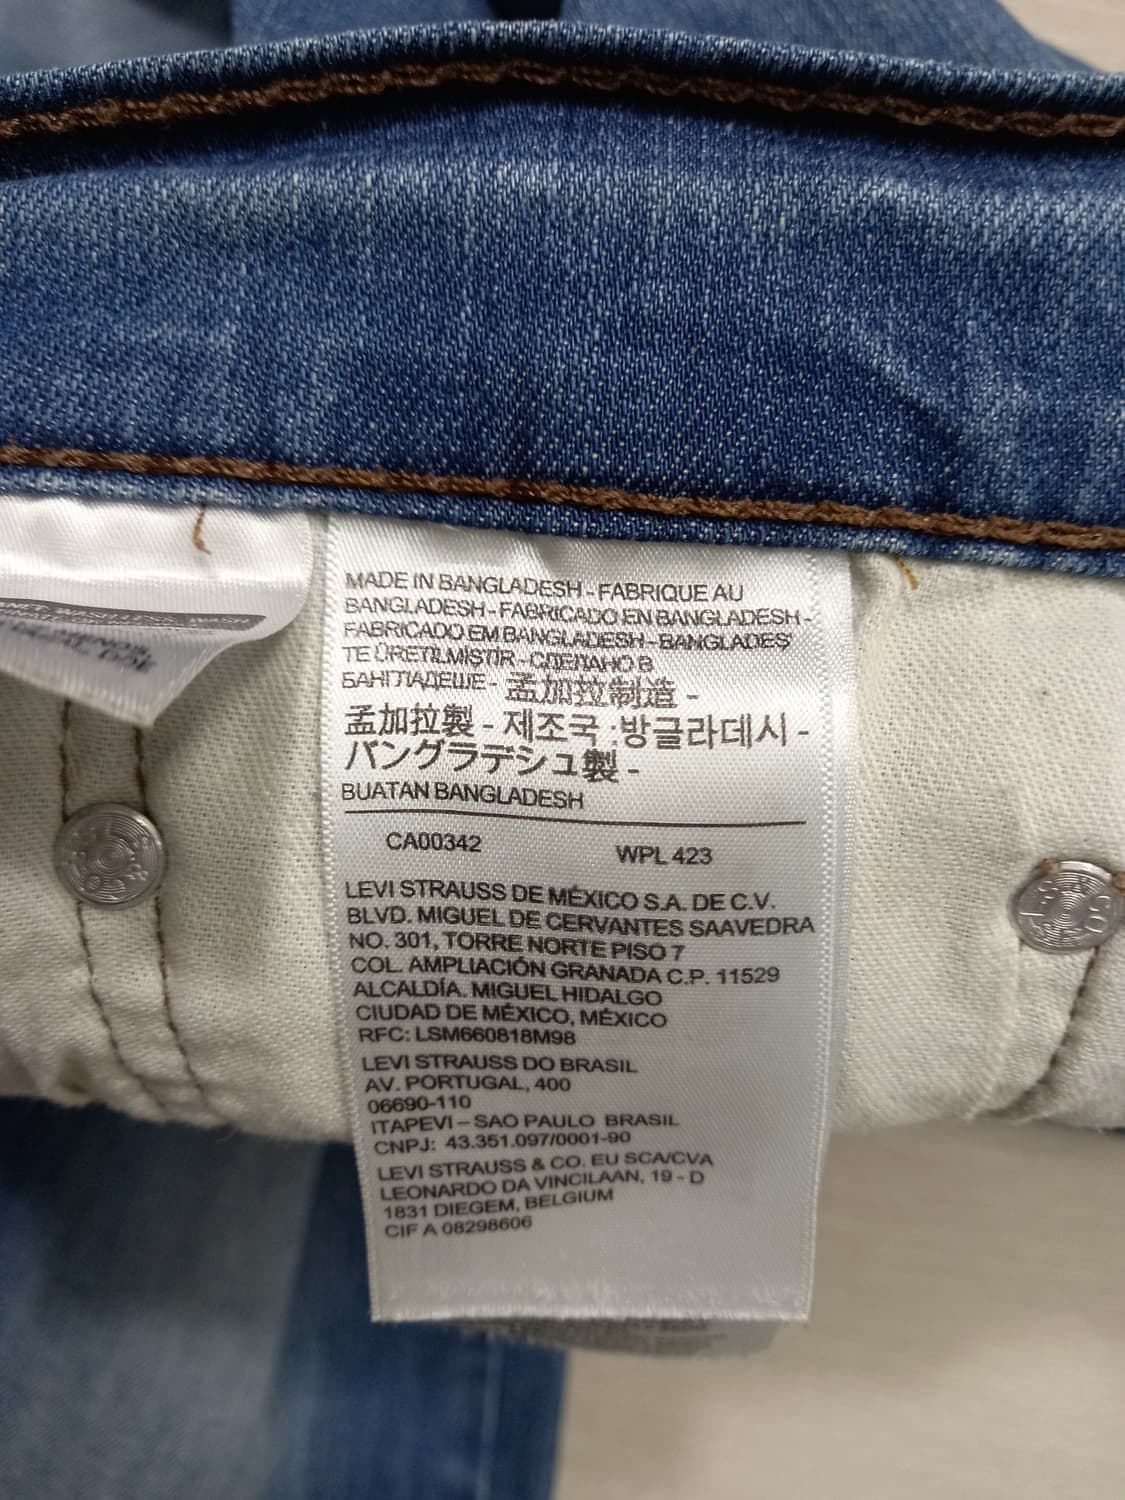 MADE IN BANGLADESH - FABRIQUE AU
BANGLADESH - FABRICADO EN BANGLADESH -
FABRICADO EM BANGLADESH - BANGLADEŞ'
TE ÜRETİLMİSTİR - СДЕЛАНО В
БАНГЛАДЕШЕ - 孟加拉制造 -
孟加拉製 - 제조국 :방글라데시 -
バングラデシュ製 -
BUATAN BANGLADESH
CA00342 WPL 423
LEVI STRAUSS DE MÉXICO S.A. DE C.V.
BLVD. MIGUEL DE CERVANTES SAAVEDRA
NO. 301, TORRE NORTE PISO 7
COL. AMPLIACIÓN GRANADA C.P. 11529
ALCALDÍA. MIGUEL HIDALGO
CIUDAD DE MÉXICO, MÉXICO
RFC: LSM660818M98
LEVI STRAUSS DO BRASIL
AV. PORTUGAL, 400
06690-110
ITAPEVI – SAO PAULO BRASIL
CNPJ: 43.351.097/0001-90
LEVI STRAUSS & CO. EU SCA/CVA
LEONARDO DA VINCILAAN, 19 - D
1831 DIEGEM, BELGIUM
CIF A 08298606
WASH LESS, WASH